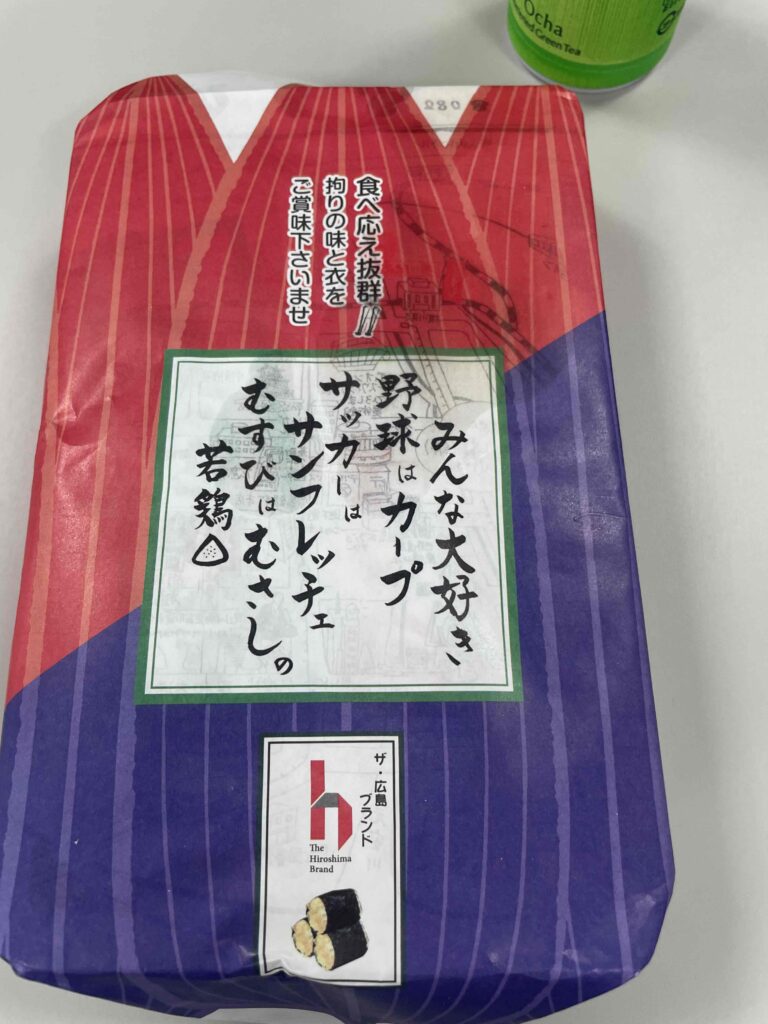 Ocha
Green Tea
食べ応え抜群
拘りの味と衣を
ご賞味下さいませ
みんな大好き
野球はカープ
サッカーは
サンフレッチェ
むすびはむさしの
若鶏
ザ・広島
ブランド
h
The
Hiroshima
Brand